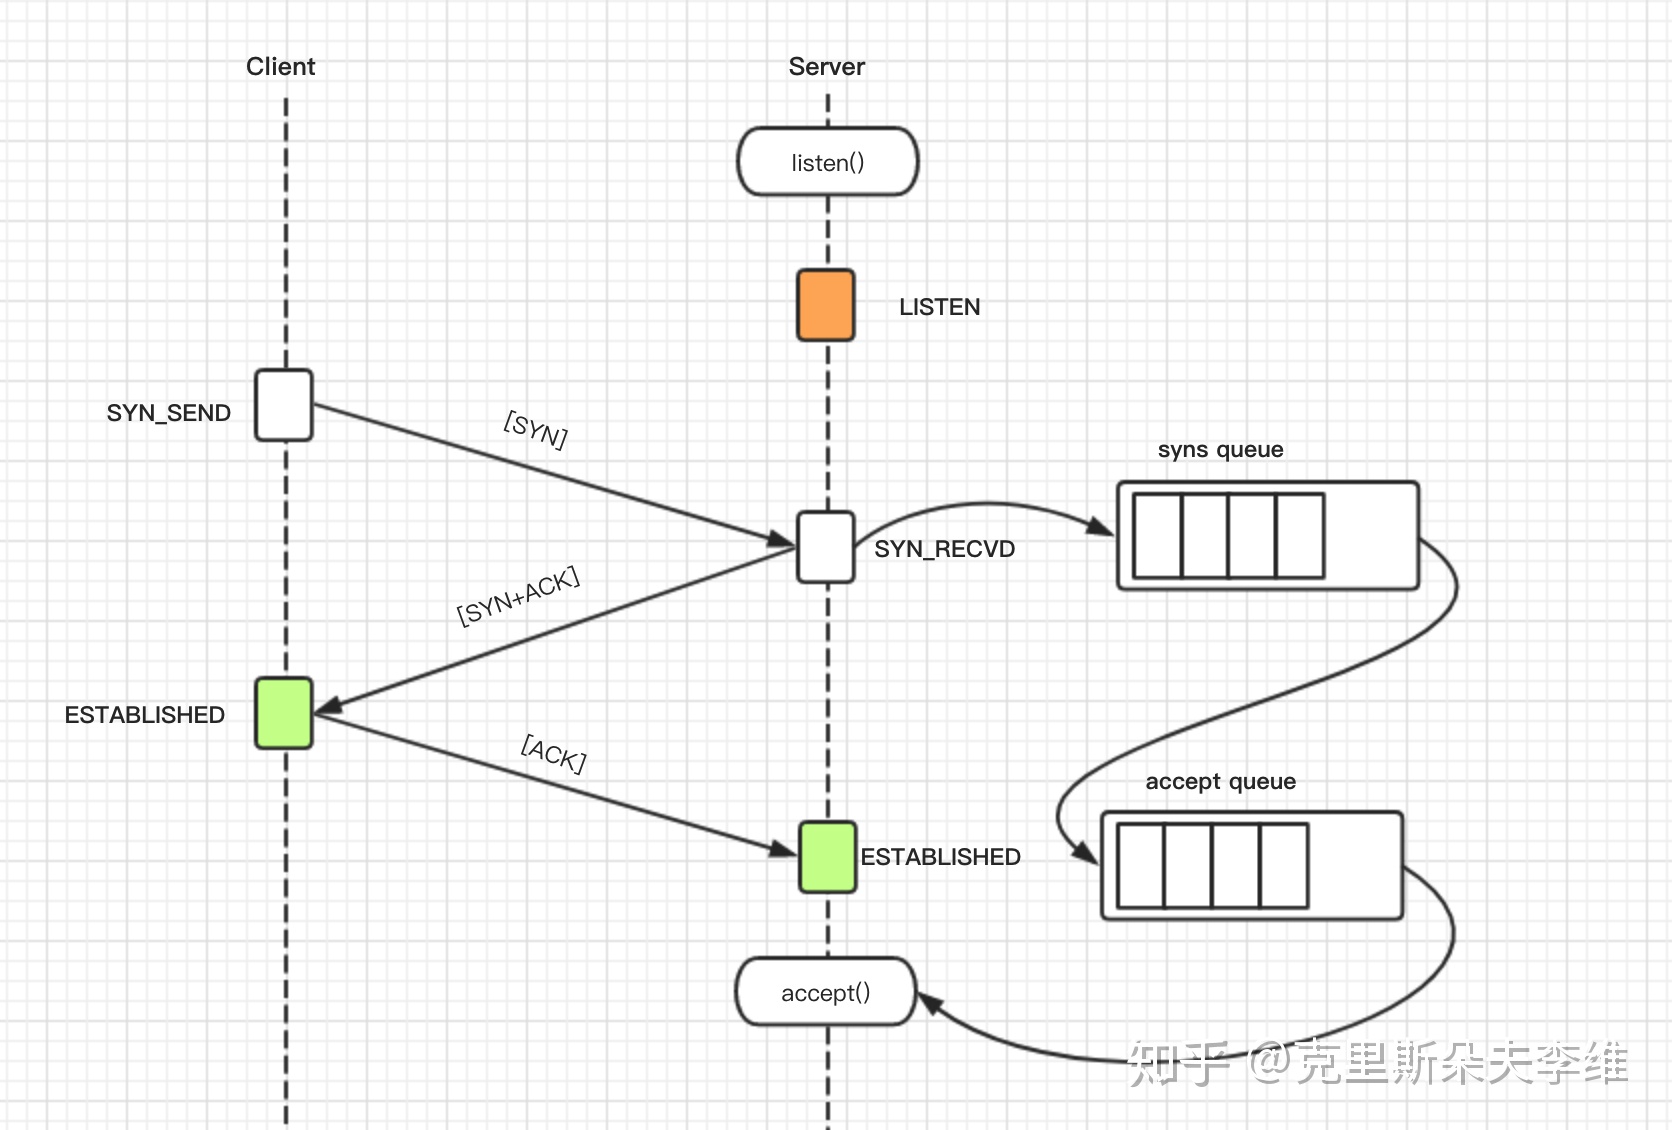 Client
Server
listen()
LISTEN
SYN_SEND
[SYN]
syns queue
SYN_RECVD
[SYN+ACK]
ESTABLISHED
[ACK]
accept queue
ESTABLISHED
accept()
知乎 @克里斯朵夫李维